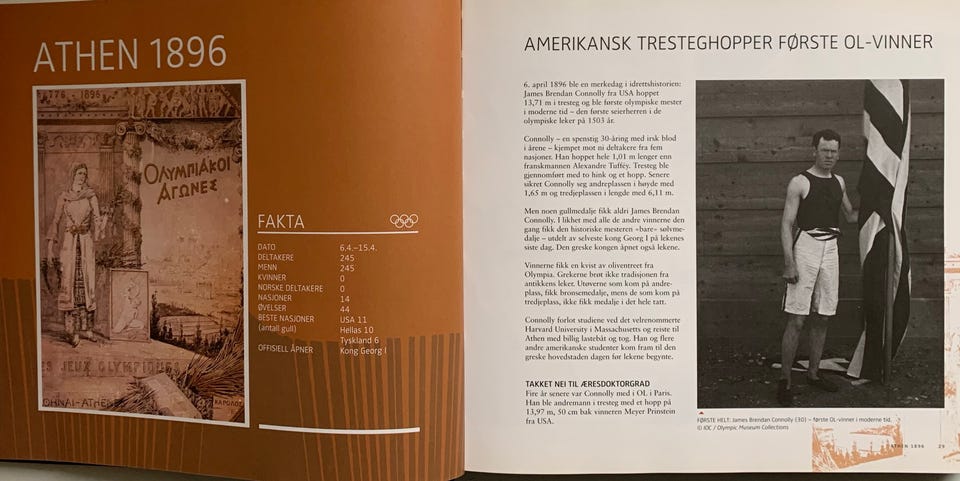 ATHEN 1896
776 - 1896
ΟΛΥΜΠΙΑΚΟΙ
ΑΓΩΝΕΣ
JEUX OLYMPIQUES
FAKTA
DATO 6.4.–15.4.
DELTAKERE 245
MENN 245
KVINNER 0
NORSKE DELTAKERE 0
NASJONER 14
ØVELSER 44
BESTE NASJONER USA 11
(antall gull) Hellas 10
Tyskland 6
OFFISIELL ÅPNER Kong Georg I
AMERIKANSK TRESTEGHOPPER FØRSTE OL-VINNER
6. april 1896 ble en merkedag i idrettshistorien:
James Brendan Connolly fra USA hoppet
13,71 m i tresteg og ble første olympiske mester
i moderne tid – den første seierherren i de
olympiske leker på 1503 år.
Connolly – en spenstig 30-åring med irsk blod
i årene – kjempet mot ni deltakere fra fem
nasjoner. Han hoppet hele 1,01 m lenger enn
franskmannen Alexandre Tufféy. Tresteg ble
gjennomført med to hink og et hopp. Senere
sikret Connolly seg andreplassen i høyde med
1,65 m og tredjeplassen i lengde med 6,11 m.
Men noen gullmedalje fikk aldri James Brendan
Connolly. I likhet med alle de andre vinnerne den
gang fikk den historiske mesteren «bare» sølvme-
dalje – utdelt av selveste kong Georg I på lekenes
siste dag. Den greske kongen åpnet også lekene.
Vinnerne fikk en kvist av oliventreet fra
Olympia. Grekerne brøt ikke tradisjonen fra
antikkens leker. Utøverne som kom på andre-
plass, fikk bronsemedalje, mens de som kom på
tredjeplass, ikke fikk medalje i det hele tatt.
Connolly forlot studiene ved det velrenommerte
Harvard University i Massachusetts og reiste til
Athen med billig lastebåt og tog. Han og flere
andre amerikanske studenter kom fram til den
greske hovedstaden dagen før lekene begynte.
TAKKET NEI TIL ÆRESDOKTORGRAD
Fire år senere var Connolly med i OL i Paris.
Han ble andremann i tresteg med et hopp på
13,97 m, 50 cm bak vinneren Meyer Prinstein
fra USA.
FØRSTE HELT: James Brendan Connolly (30) – første OL-vinner i moderne tid.
© IOC / Olympic Museum Collections
ATHEN 1896 29